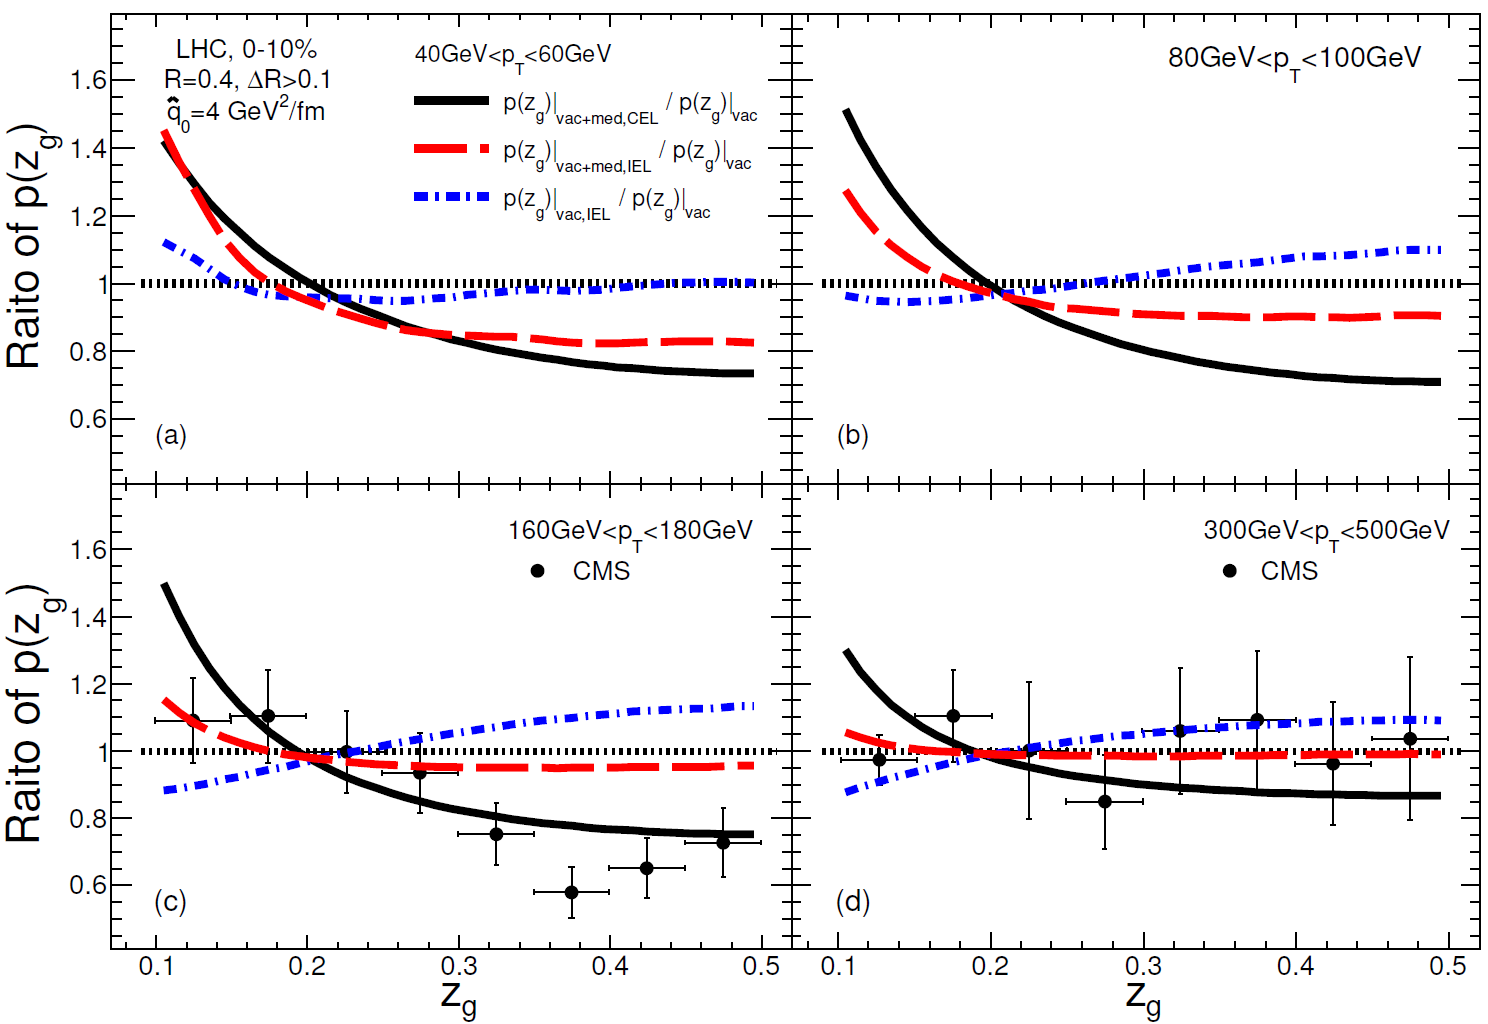 LHC, 0-10%
R=0.4, ΔR>0.1
q̂0=4 GeV2/fm
40GeV<pT<60GeV
p(zg)|vac+med,CEL / p(zg)|vac
p(zg)|vac+med,IEL / p(zg)|vac
p(zg)|vac,IEL / p(zg)|vac
80GeV<pT<100GeV
Raito of p(zg)
1.6
1.4
1.2
1
0.8
0.6
(a)
(b)
160GeV<pT<180GeV
CMS
300GeV<pT<500GeV
CMS
Raito of p(zg)
1.6
1.4
1.2
1
0.8
0.6
(c)
(d)
0.1 0.2 0.3 0.4 0.5
0.1 0.2 0.3 0.4 0.5
zg
zg